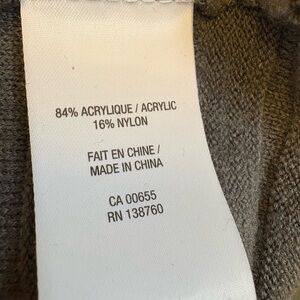 84% ACRYLIQUE / ACRYLIC
16% NYLON
FAIT EN CHINE /
MADE IN CHINA
CA 00655
RN 138760